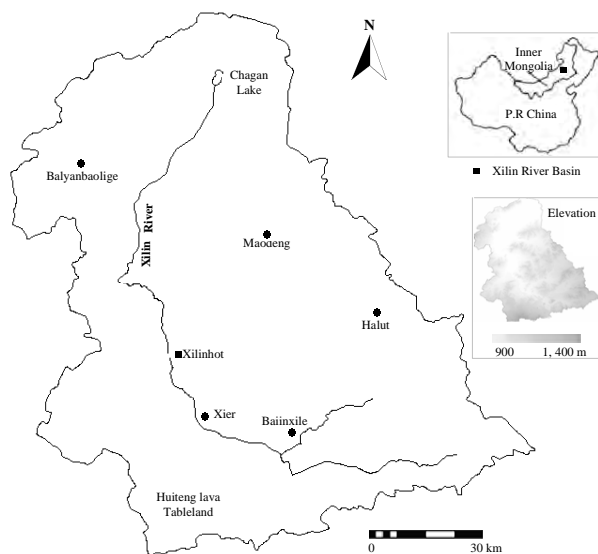 N
Chagan
Lake
Inner
Mongolia
P.R China
Xilin River Basin
Balyanbaolige
Xilin River
Maodeng
Elevation
Halut
900 1, 400 m
Xilinhot
Xier
Baiinxile
Huiteng lava
Tableland
0 30 km